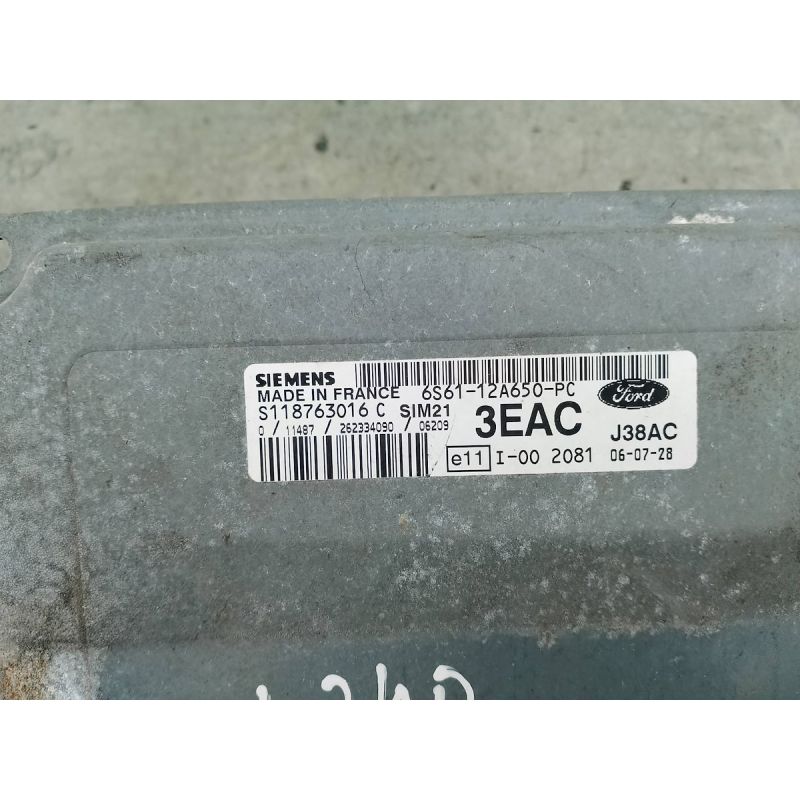 SIEMENS
MADE IN FRANCE 6S61-12A650-PC
Ford
S118763016 C SIM21
3EAC
J38AC
0 / 11487 / 262334090 / 06209
e11 I-00 2081 06-07-28